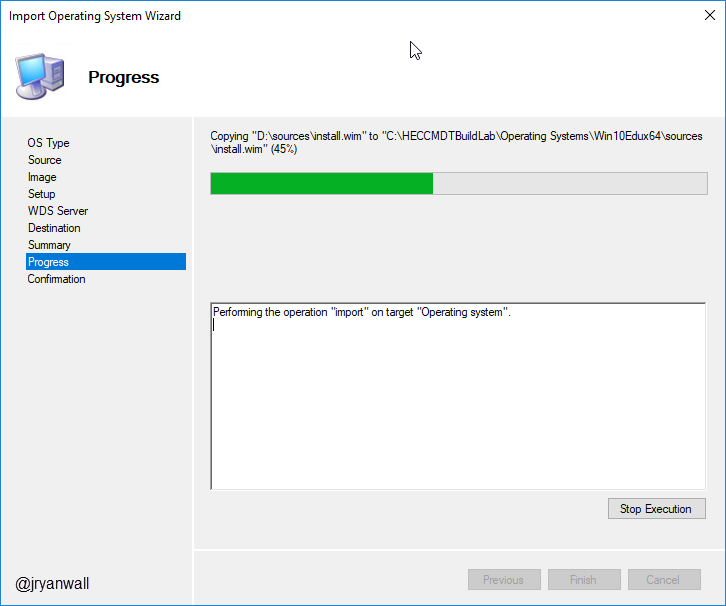 Import Operating System Wizard
Progress
OS Type
Source
Image
Setup
WDS Server
Destination
Summary
Progress
Confirmation
Copying "D:\sources\install.wim" to "C:\HECCMDTBuildLab\Operating Systems\Win10Edux64\sources
\install.wim" (45%)
Performing the operation "import" on target "Operating system".
Stop Execution
@jryanwall
Previous
Finish
Cancel